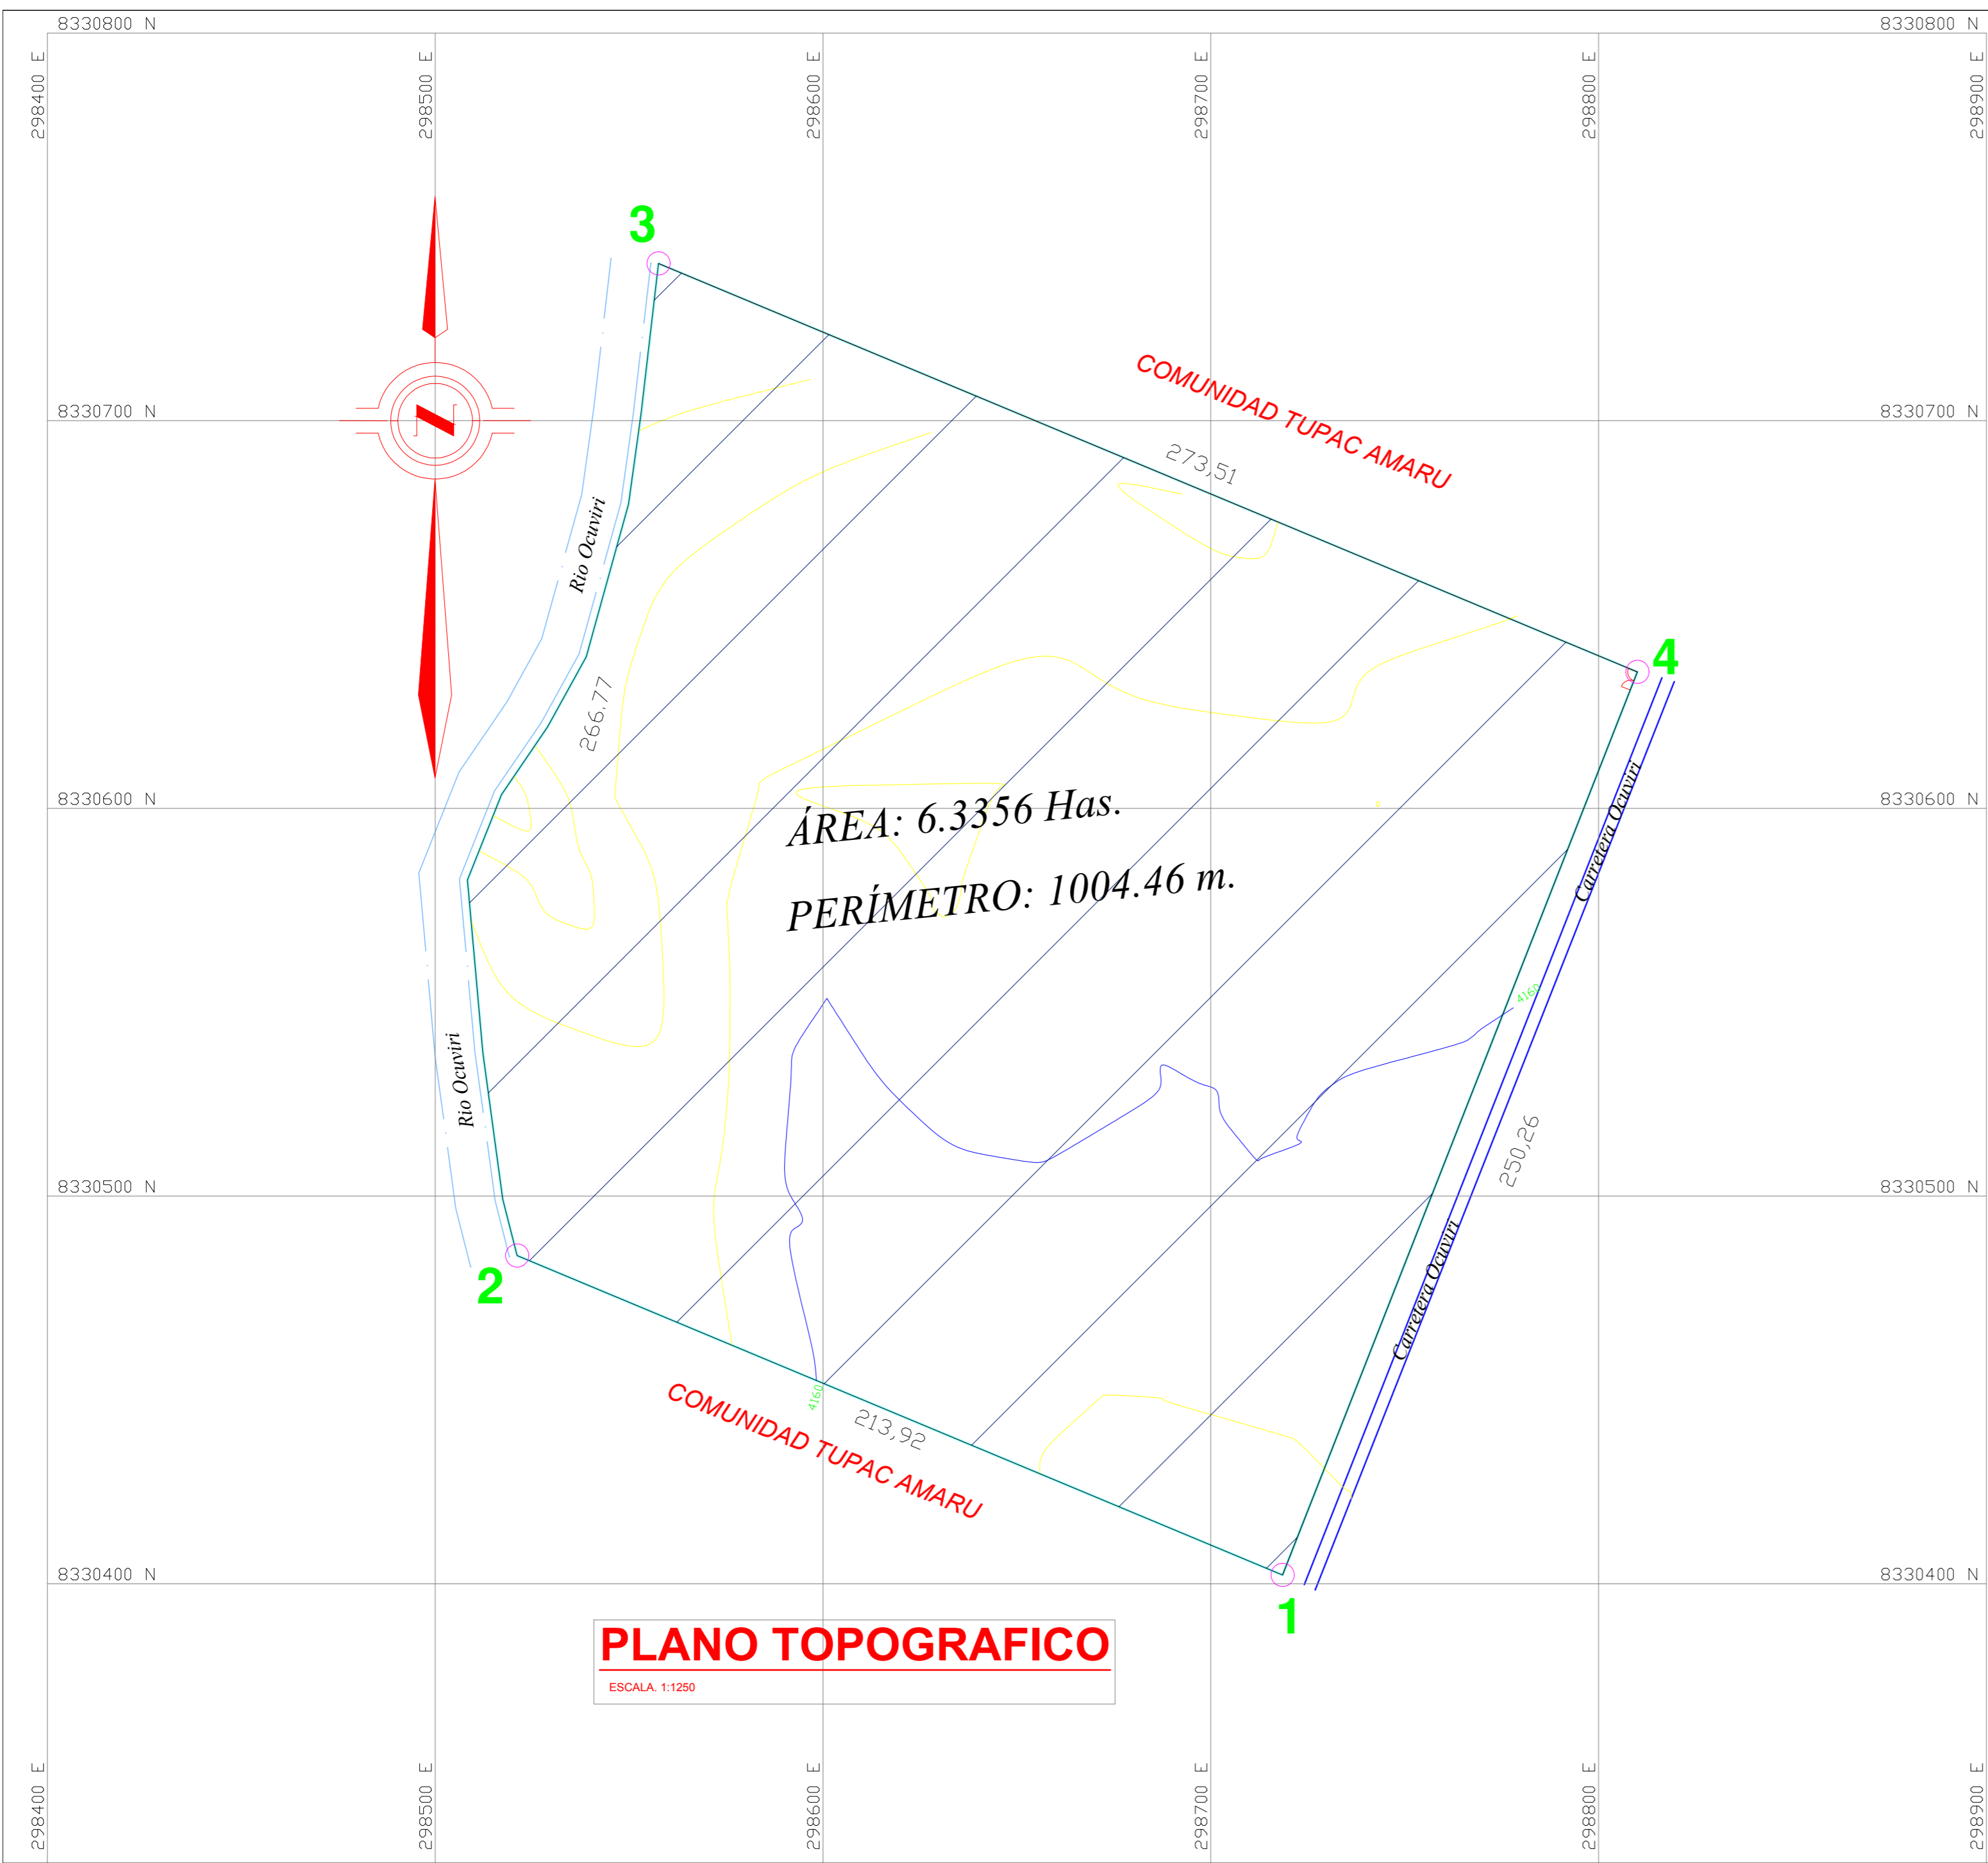 8330800 N
8330800 N
298400 E
298500 E
298600 E
298700 E
298800 E
298900 E
3
COMUNIDAD TUPAC AMARU
8330700 N
N
8330700 N
273,51
Rio Ocuviri
4
266,77
Carretera Ocuviri
8330600 N
8330600 N
ÁREA: 6.3356 Has.
PERÍMETRO: 1004.46 m.
4160
Rio Ocuviri
250,26
8330500 N
8330500 N
2
Carretera Ocuviri
4160
213,92
COMUNIDAD TUPAC AMARU
8330400 N
8330400 N
1
PLANO TOPOGRAFICO
ESCALA. 1:1250
298400 E
298500 E
298600 E
298700 E
298800 E
298900 E